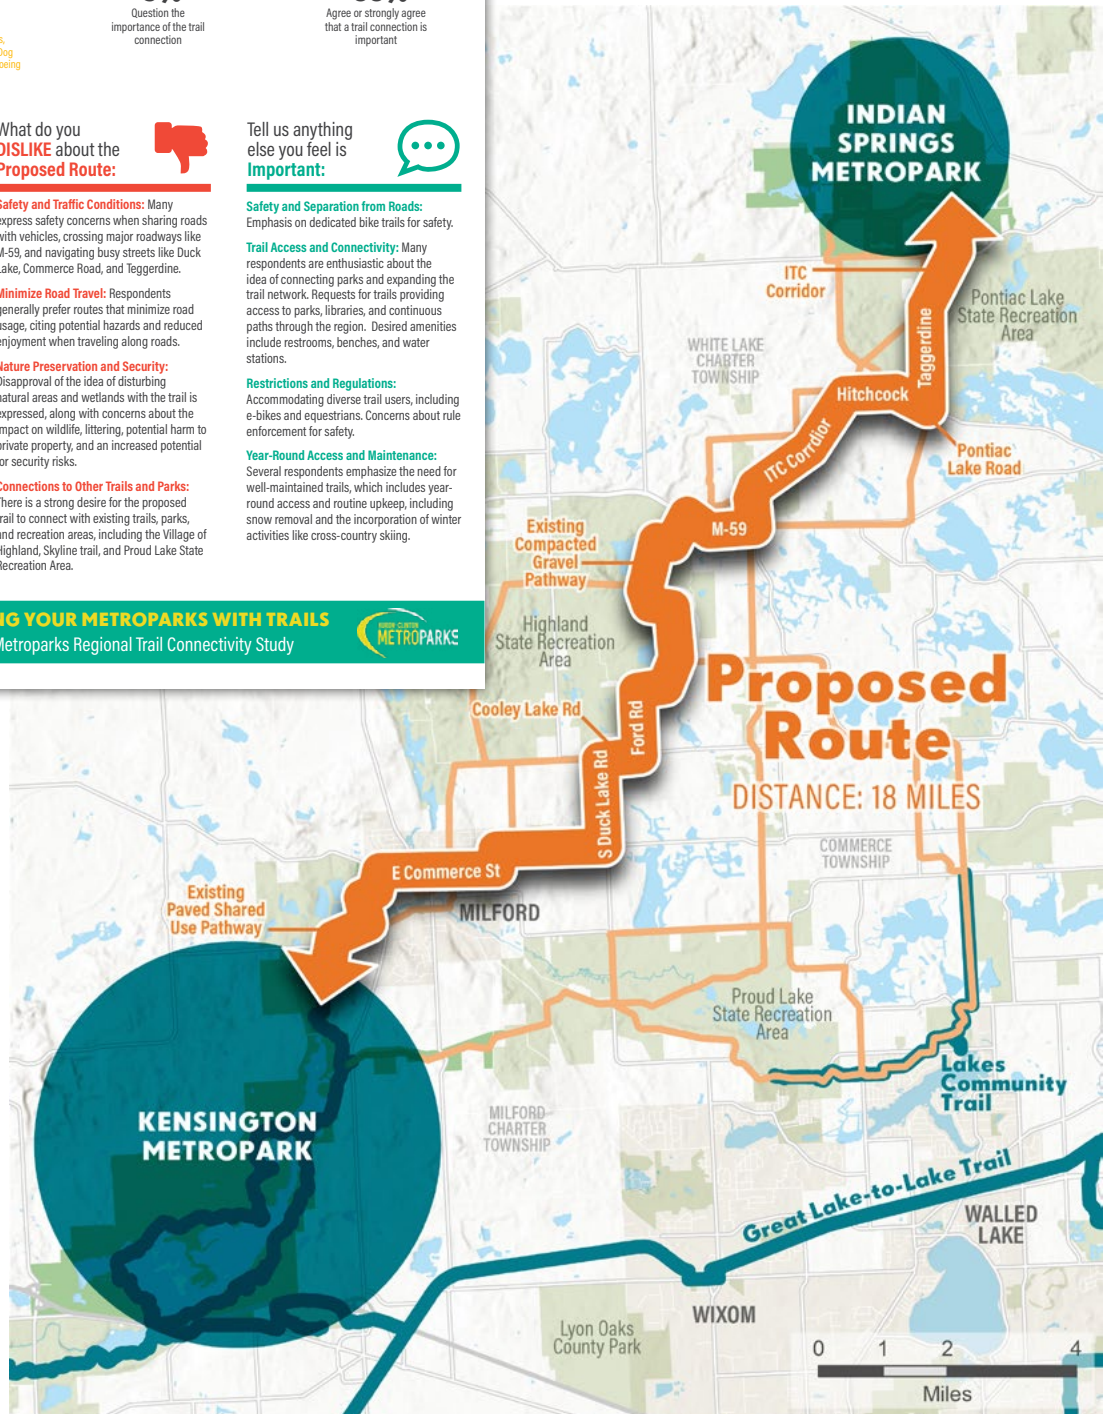 Question the
importance of the trail
connection
Agree or strongly agree
that a trail connection is
important
What do you
DISLIKE about the
Proposed Route:
Safety and Traffic Conditions: Many
express safety concerns when sharing roads
with vehicles, crossing major roadways like
M-59, and navigating busy streets like Duck
Lake, Commerce Road, and Teggerdine.
Minimize Road Travel: Respondents
generally prefer routes that minimize road
usage, citing potential hazards and reduced
enjoyment when traveling along roads.
Nature Preservation and Security:
Disapproval of the idea of disturbing
natural areas and wetlands with the trail is
expressed, along with concerns about the
impact on wildlife, littering, potential harm to
private property, and an increased potential
for security risks.
Connections to Other Trails and Parks:
There is a strong desire for the proposed
trail to connect with existing trails, parks,
and recreation areas, including the Village of
Highland, Skyline trail, and Proud Lake State
Recreation Area.
Tell us anything
else you feel is
Important:
Safety and Separation from Roads:
Emphasis on dedicated bike trails for safety.
Trail Access and Connectivity: Many
respondents are enthusiastic about the
idea of connecting parks and expanding the
trail network. Requests for trails providing
access to parks, libraries, and continuous
paths through the region. Desired amenities
include restrooms, benches, and water
stations.
Restrictions and Regulations:
Accommodating diverse trail users, including
e-bikes and equestrians. Concerns about rule
enforcement for safety.
Year-Round Access and Maintenance:
Several respondents emphasize the need for
well-maintained trails, which includes year-
round access and routine upkeep, including
snow removal and the incorporation of winter
activities like cross-country skiing.
NG YOUR METROPARKS WITH TRAILS
Metroparks Regional Trail Connectivity Study
HURON-CLINTON
METROPARKS
INDIAN
SPRINGS
METROPARK
ITC
Corridor
Pontiac Lake
State Recreation
Area
Taggerdine
WHITE LAKE
CHARTER
TOWNSHIP
Hitchcock
ITC Corrdior
Pontiac
Lake Road
M-59
Existing
Compacted
Gravel
Pathway
Highland
State Recreation
Area
Proposed
Route
DISTANCE: 18 MILES
Cooley Lake Rd
Ford Rd
S Duck Lake Rd
COMMERCE
TOWNSHIP
E Commerce St
Existing
Paved Shared
Use Pathway
MILFORD
Proud Lake
State Recreation
Area
Lakes
Community
Trail
KENSINGTON
METROPARK
MILFORD
CHARTER
TOWNSHIP
Great Lake-to-Lake Trail
WALLED
LAKE
WIXOM
Lyon Oaks
County Park
0 1 2 4
Miles